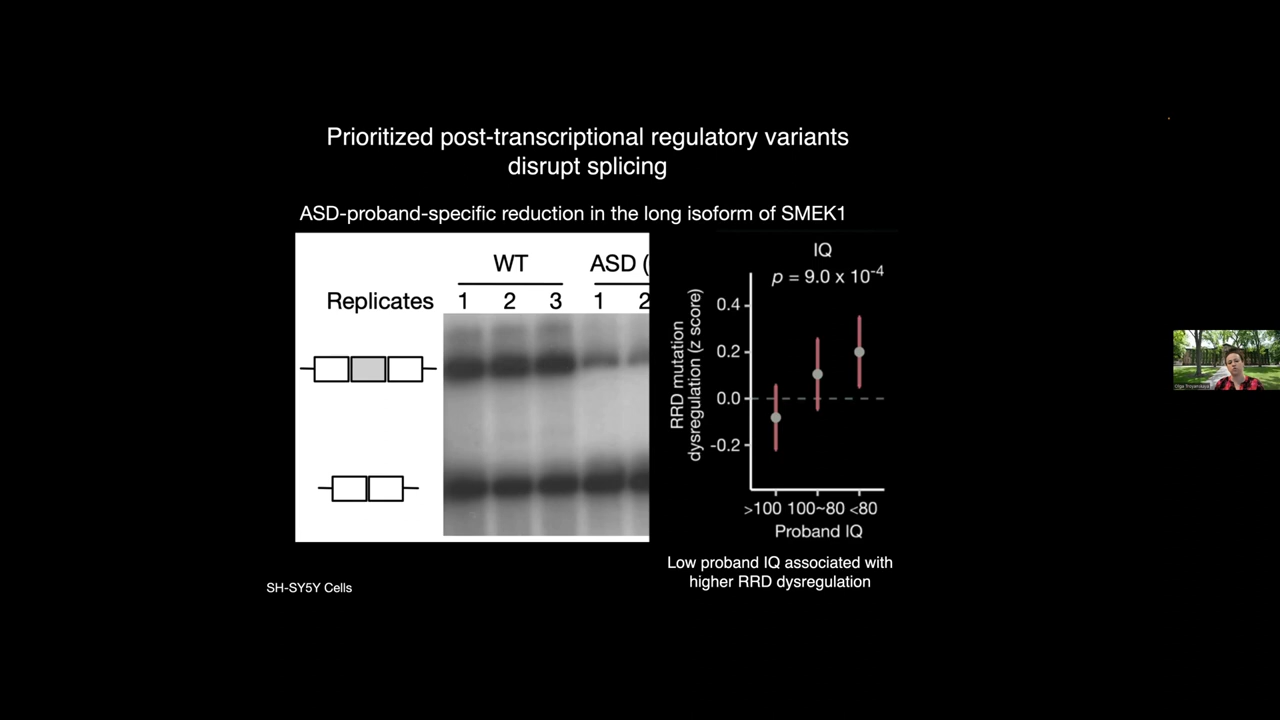 Prioritized post-transcriptional regulatory variants
disrupt splicing
ASD-proband-specific reduction in the long isoform of SMEK1
WT ASD (
Replicates 1 2 3 1 2
IQ
p = 9.0 x 10-4
RRD mutation
dysregulation (z score)
0.4
0.2
0.0
-0.2
>100 100~80 <80
Proband IQ
Low proband IQ associated with
higher RRD dysregulation
SH-SY5Y Cells
Olga Troyanskaya